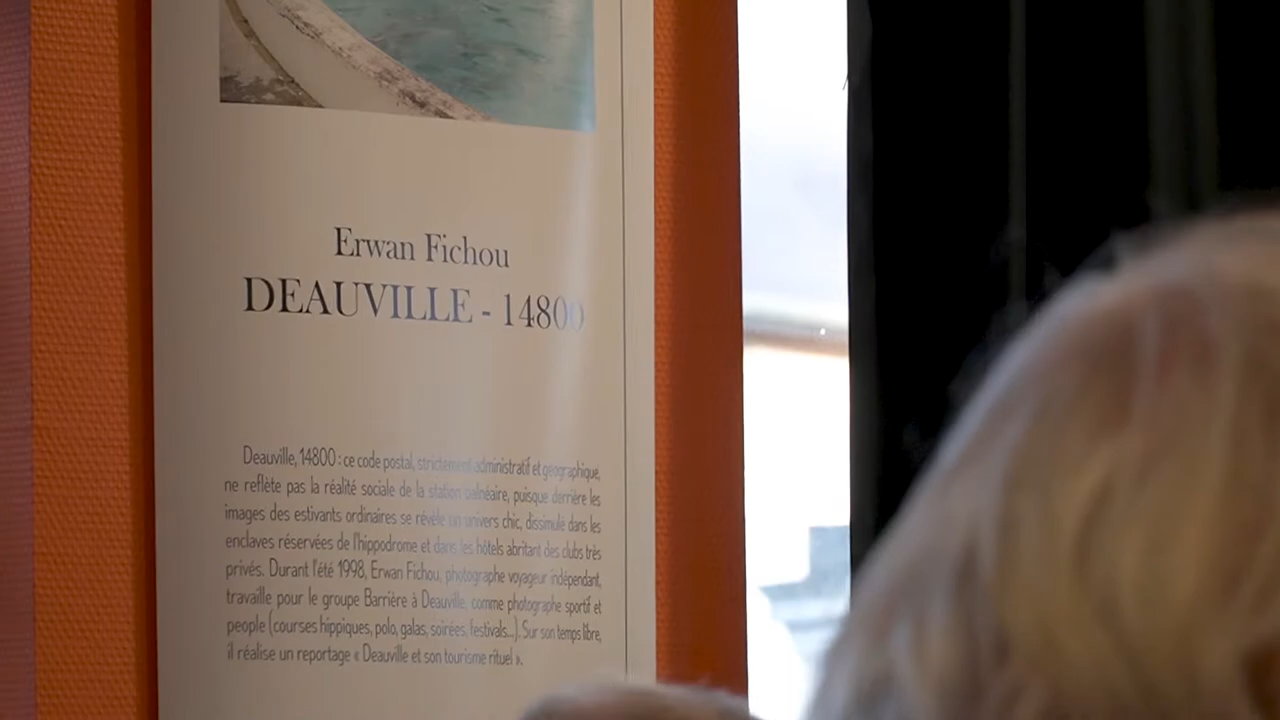 Erwan Fichou
DEAUVILLE - 14800
Deauville, 14800 : ce code postal, strictement administratif et géographique,
ne reflète pas la réalité sociale de la station balnéaire, puisque derrière les
images des estivants ordinaires se révèle un univers chic, dissimulé dans les
enclaves réservées de l'hippodrome et dans les hôtels abritant des clubs très
privés. Durant l'été 1998, Erwan Fichou, photographe voyageur indépendant,
travaille pour le groupe Barrière à Deauville, comme photographe sportif et
people (courses hippiques, polo, galas, soirées, festivals...). Sur son temps libre,
il réalise un reportage « Deauville et son tourisme rituel ».